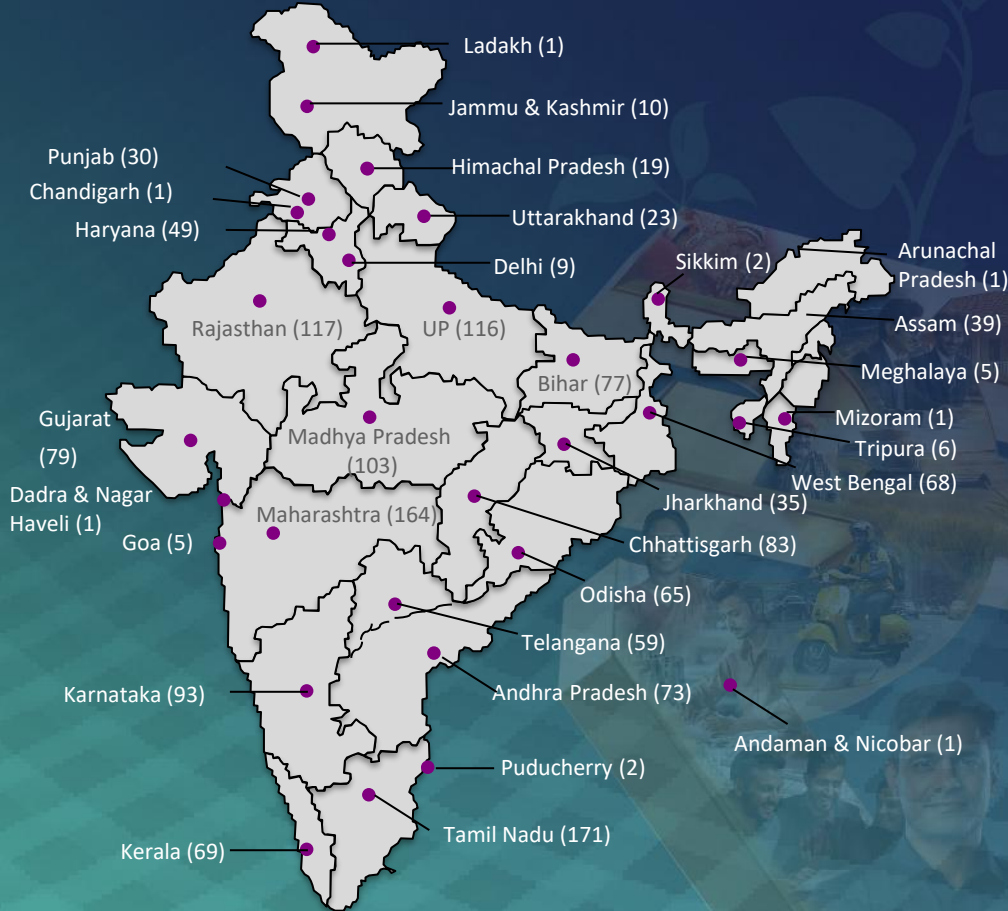 Ladakh (1)
Jammu & Kashmir (10)
Punjab (30)
Himachal Pradesh (19)
Chandigarh (1)
Uttarakhand (23)
Haryana (49)
Delhi (9)
Sikkim (2)
Arunachal
Pradesh (1)
Rajasthan (117)
UP (116)
Assam (39)
Bihar (77)
Meghalaya (5)
Gujarat
(79)
Madhya Pradesh
(103)
Mizoram (1)
Tripura (6)
West Bengal (68)
Dadra & Nagar
Haveli (1)
Jharkhand (35)
Maharashtra (164)
Goa (5)
Chhattisgarh (83)
Odisha (65)
Telangana (59)
Karnataka (93)
Andhra Pradesh (73)
Andaman & Nicobar (1)
Puducherry (2)
Tamil Nadu (171)
Kerala (69)